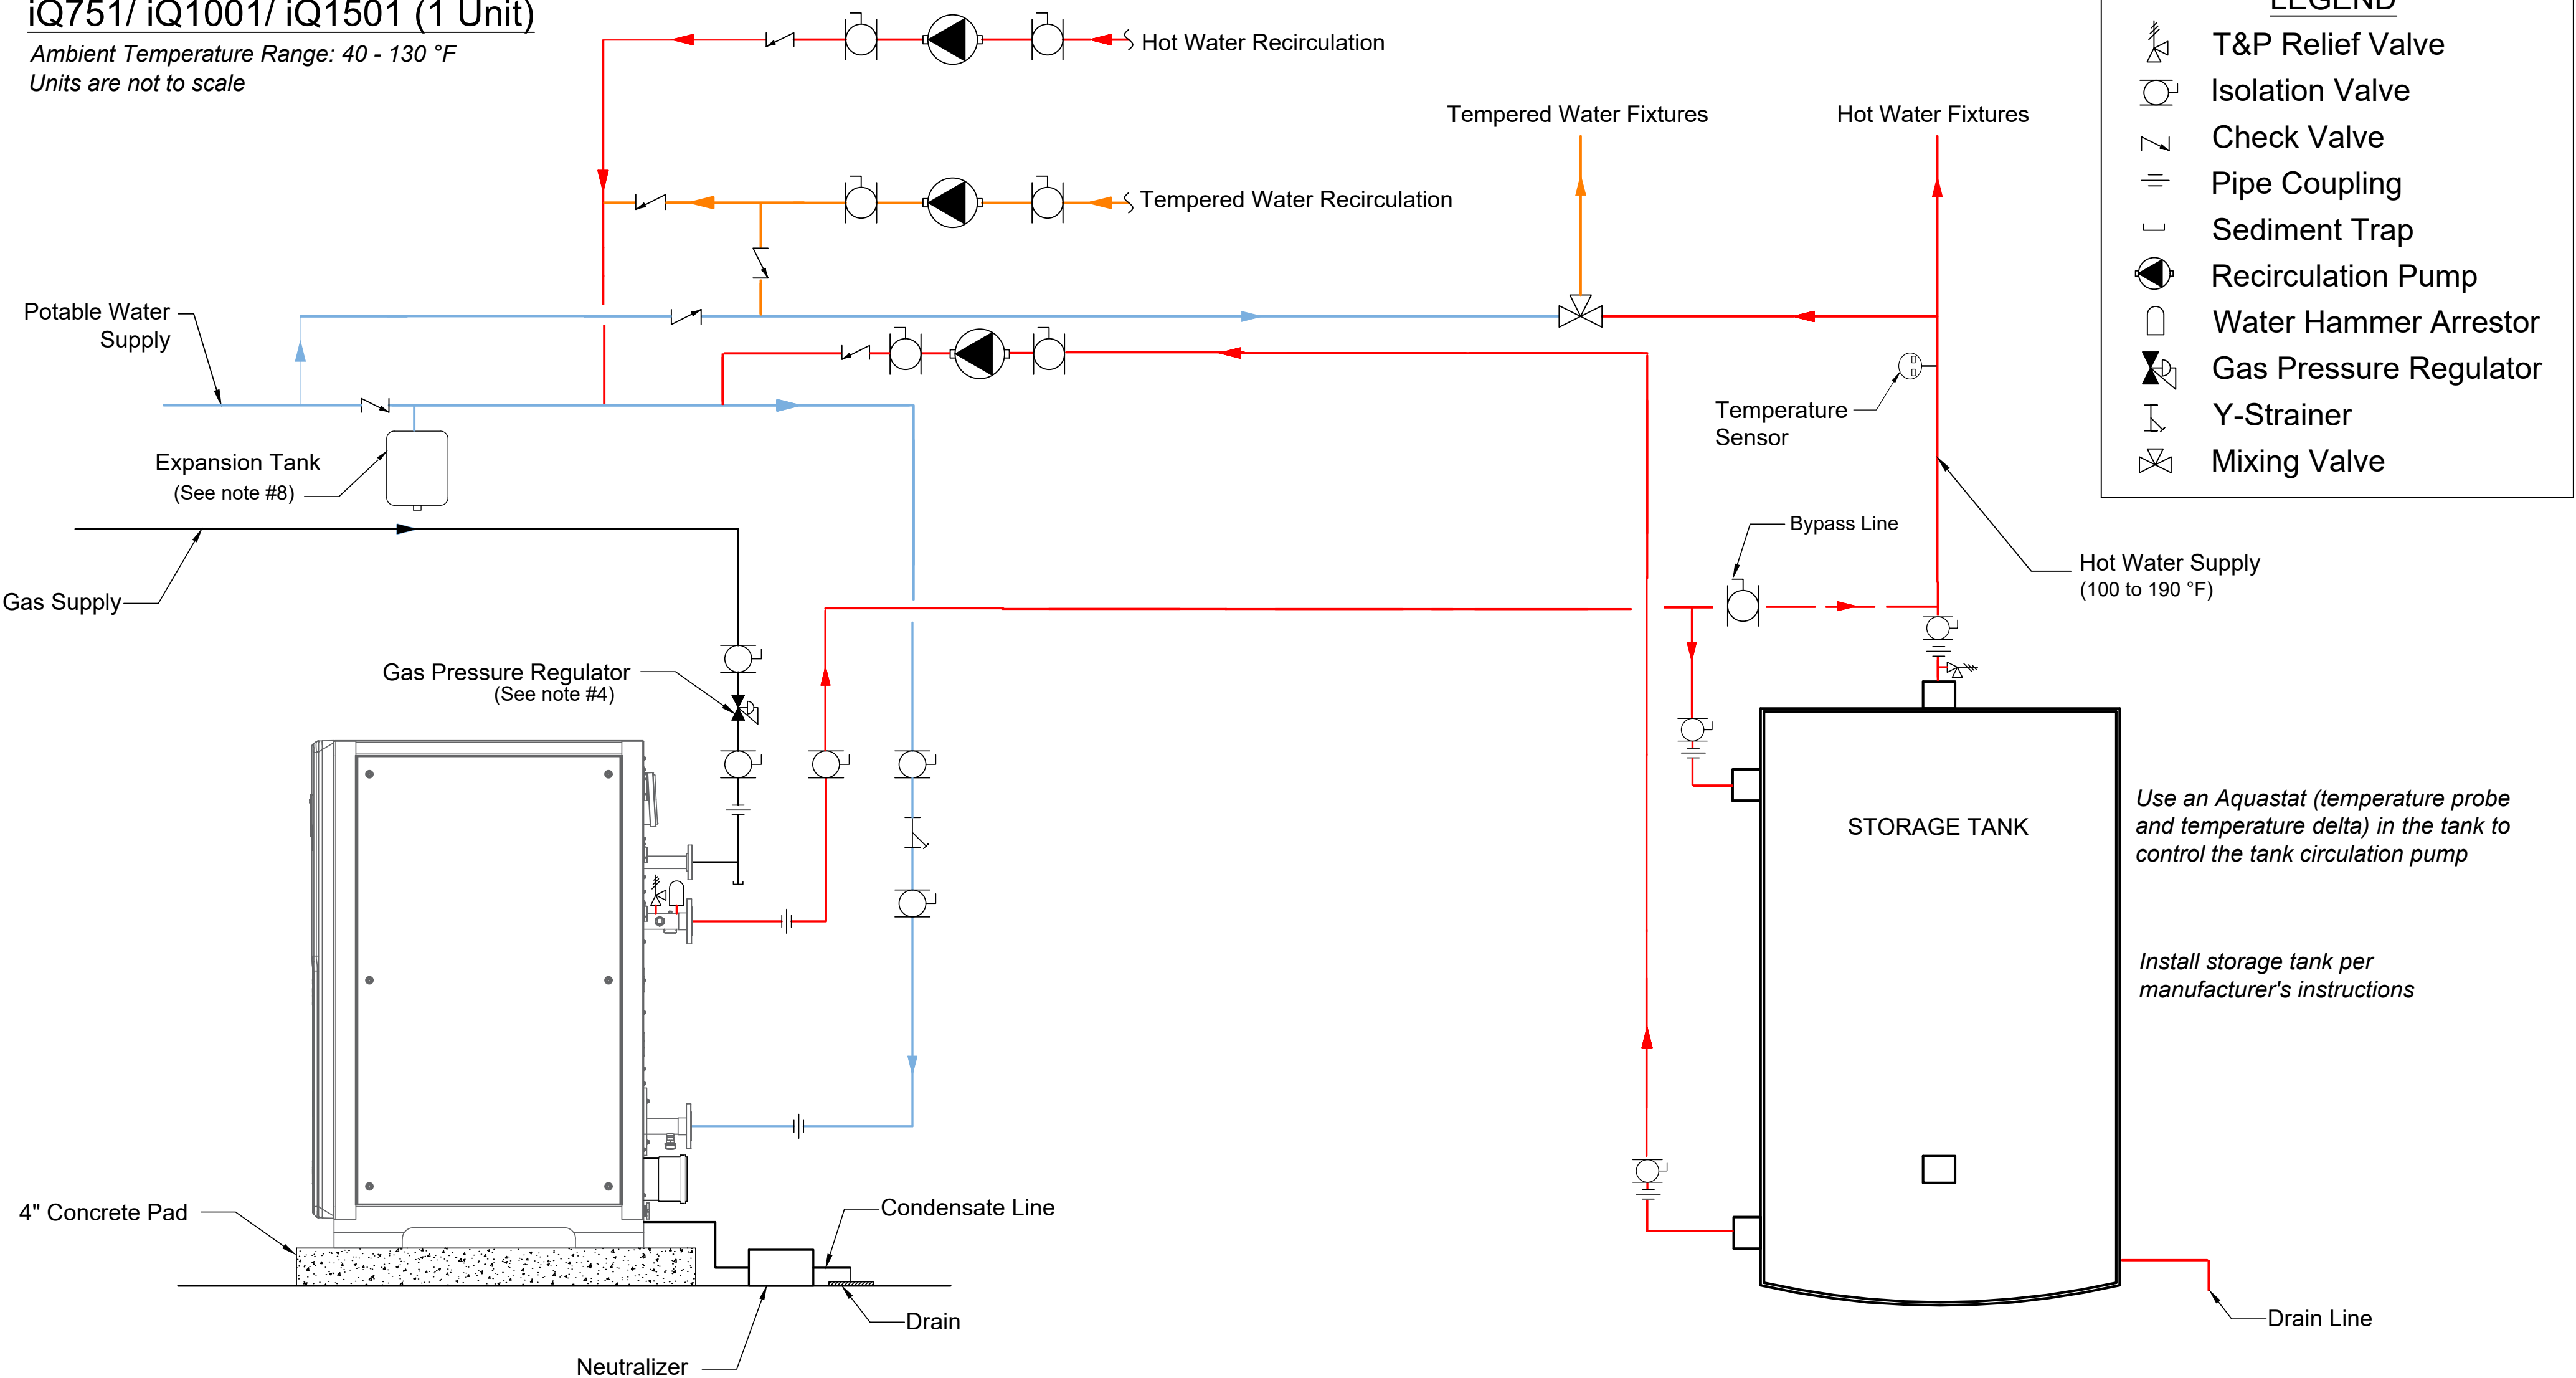 iQ751/ iQ1001/ iQ1501 (1 Unit)
Ambient Temperature Range: 40 - 130 °F
Units are not to scale
Hot Water Recirculation
Tempered Water Recirculation
Tempered Water Fixtures
Hot Water Fixtures
LEGEND
T&P Relief Valve
Isolation Valve
Check Valve
Pipe Coupling
Sediment Trap
Recirculation Pump
Water Hammer Arrestor
Gas Pressure Regulator
Y-Strainer
Mixing Valve
Potable Water
Supply
Expansion Tank
(See note #8)
Gas Supply
Gas Pressure Regulator
(See note #4)
Temperature
Sensor
Bypass Line
Hot Water Supply
(100 to 190 °F)
STORAGE TANK
Use an Aquastat (temperature probe
and temperature delta) in the tank to
control the tank circulation pump
Install storage tank per
manufacturer's instructions
4" Concrete Pad
Condensate Line
Drain
Neutralizer
Drain Line